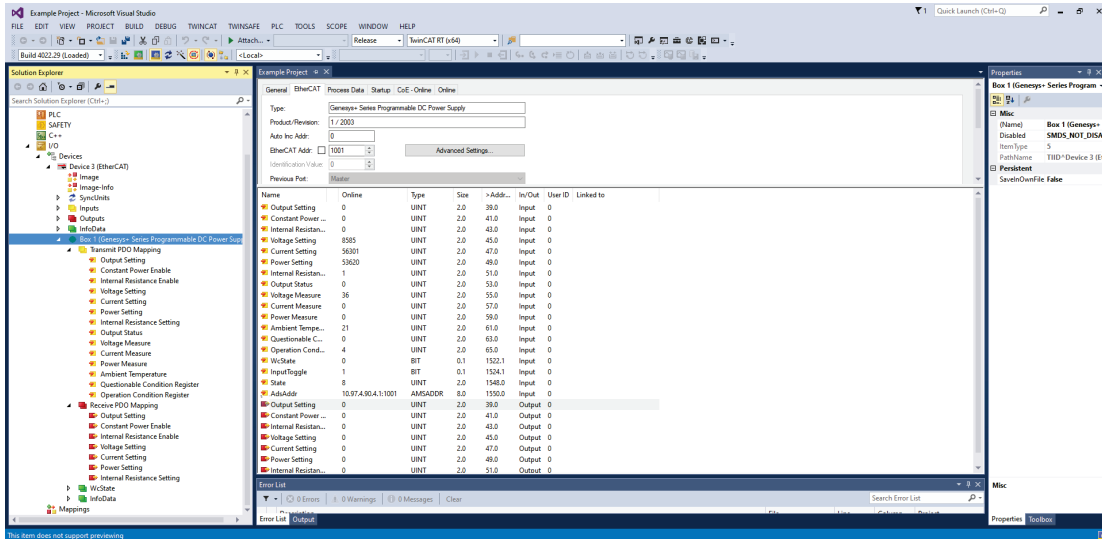 Example Project - Microsoft Visual Studio
1 Quick Launch (Ctrl+Q)
FILE EDIT VIEW PROJECT BUILD DEBUG TWINCAT TWINSAFE PLC TOOLS SCOPE WINDOW HELP
Attach... Release TwinCAT RT (x64)
Build 4022.29 (Loaded) <Local>
Solution Explorer
Search Solution Explorer (Ctrl+;)
PLC
SAFETY
C++
I/O
Devices
Device 3 (EtherCAT)
Image
Image-Info
SyncUnits
Inputs
Outputs
InfoData
Box 1 (Genesys+ Series Programmable DC Power Supp
Transmit PDO Mapping
Output Setting
Constant Power Enable
Internal Resistance Enable
Voltage Setting
Current Setting
Power Setting
Internal Resistance Setting
Output Status
Voltage Measure
Current Measure
Power Measure
Ambient Temperature
Questionable Condition Register
Operation Condition Register
Receive PDO Mapping
Output Setting
Constant Power Enable
Internal Resistance Enable
Voltage Setting
Current Setting
Power Setting
Internal Resistance Setting
WcState
InfoData
Mappings
Example Project
General EtherCAT Process Data Startup CoE - Online Online
Type: Genesys+ Series Programmable DC Power Supply
Product/Revision: 1 / 2003
Auto Inc Addr: 0
EtherCAT Addr: 1001 Advanced Settings...
Identification Value: 0
Previous Port: Master
Name Online Type Size >Addr... In/Out User ID Linked to
Output Setting 0 UINT 2.0 39.0 Input 0
Constant Power ... 0 UINT 2.0 41.0 Input 0
Internal Resistan... 0 UINT 2.0 43.0 Input 0
Voltage Setting 8585 UINT 2.0 45.0 Input 0
Current Setting 56301 UINT 2.0 47.0 Input 0
Power Setting 53620 UINT 2.0 49.0 Input 0
Internal Resistan... 1 UINT 2.0 51.0 Input 0
Output Status 0 UINT 2.0 53.0 Input 0
Voltage Measure 36 UINT 2.0 55.0 Input 0
Current Measure 0 UINT 2.0 57.0 Input 0
Power Measure 0 UINT 2.0 59.0 Input 0
Ambient Tempe... 21 UINT 2.0 61.0 Input 0
Questionable C... 0 UINT 2.0 63.0 Input 0
Operation Cond... 4 UINT 2.0 65.0 Input 0
WcState 0 BIT 0.1 1522.1 Input 0
InputToggle 1 BIT 0.1 1524.1 Input 0
State 8 UINT 2.0 1548.0 Input 0
AdsAddr 10.97.4.90.4.1:1001 AMSADDR 8.0 1550.0 Input 0
Output Setting 0 UINT 2.0 39.0 Output 0
Constant Power ... 0 UINT 2.0 41.0 Output 0
Internal Resistan... 0 UINT 2.0 43.0 Output 0
Voltage Setting 0 UINT 2.0 45.0 Output 0
Current Setting 0 UINT 2.0 47.0 Output 0
Power Setting 0 UINT 2.0 49.0 Output 0
Internal Resistan... 0 UINT 2.0 51.0 Output 0
Error List
0 Errors 0 Warnings 0 Messages Clear Search Error List
Error List Output
Properties
Box 1 (Genesys+ Series Program
Misc
(Name) Box 1 (Genesys+
Disabled SMDS_NOT_DISA
ItemType 5
PathName TIID^Device 3 (E
Persistent
SaveInOwnFile False
Misc
Properties Toolbox
This item does not support previewing